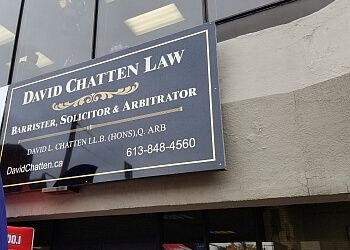 DAVID CHATTEN LAW
BARRISTER, SOLICITOR & ARBITRATOR
DAVID L. CHATTEN LL.B. (HONS),Q. ARB
DavidChatten.ca
613-848-4560